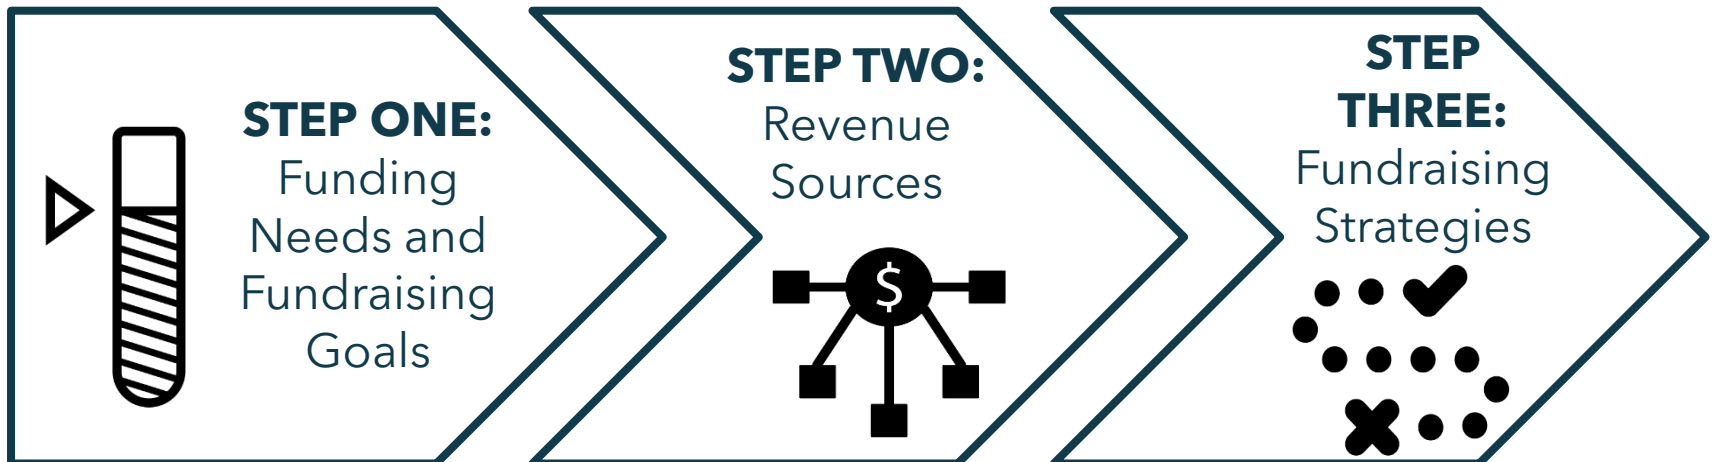 STEP ONE:
Funding
Needs and
Fundraising
Goals
STEP TWO:
Revenue
Sources
$
STEP
THREE:
Fundraising
Strategies